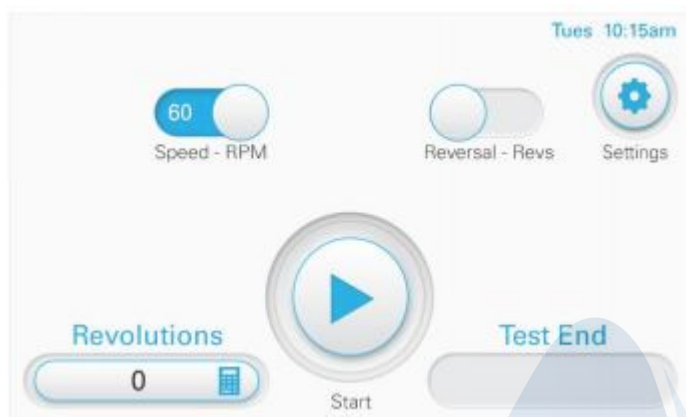 Tues 10:15am
60
Speed - RPM
Reversal - Revs
Settings
Revolutions
Test End
0
Start